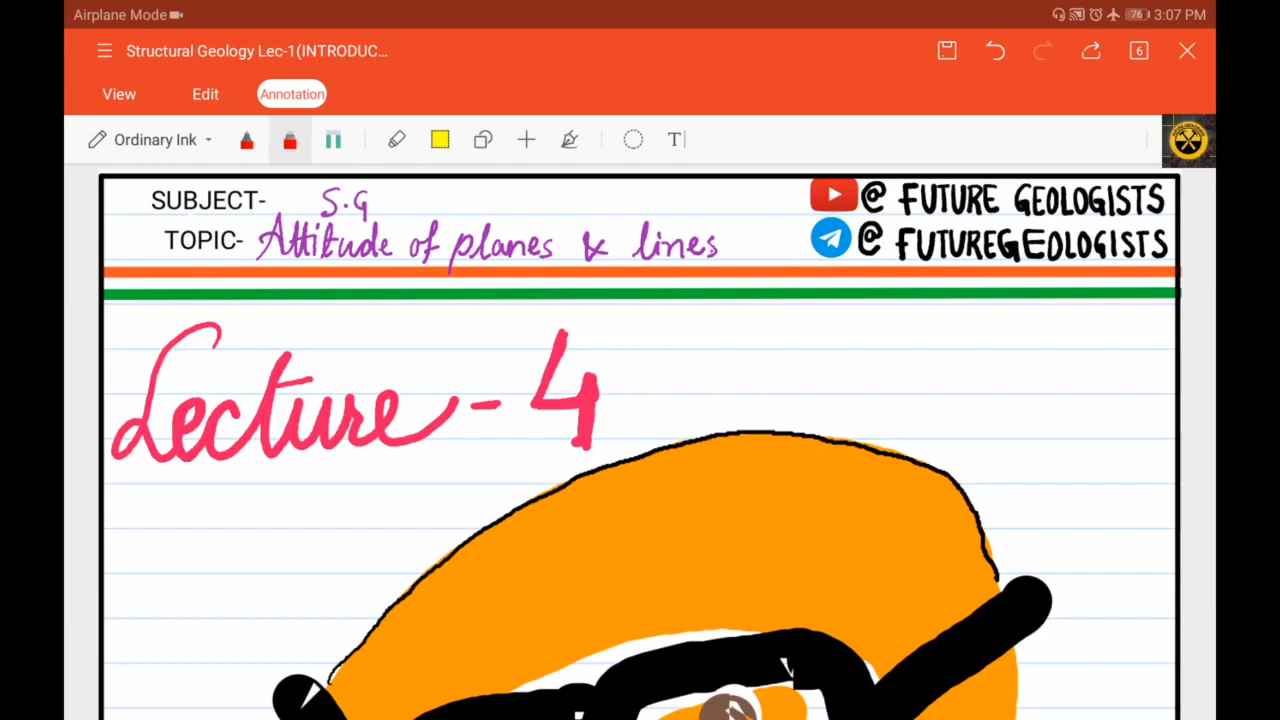 Airplane Mode 76 3:07 PM
Structural Geology Lec-1(INTRODUC... 6
View Edit Annotation
Ordinary Ink T
SUBJECT- S.G
TOPIC- Attitude of planes & lines
@ FUTURE GEOLOGISTS
@ FUTUREGEOLOGISTS
Lecture - 4